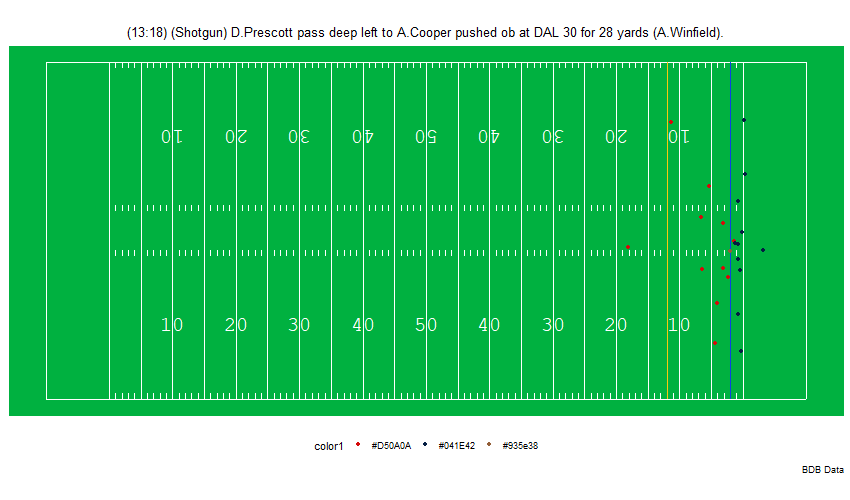 (13:18) (Shotgun) D.Prescott pass deep left to A.Cooper pushed ob at DAL 30 for 28 yards (A.Winfield).
10 20 30 40 50 40 30 20 10
10 20 30 40 50 40 30 20 10
color1 #D50A0A #041E42 #935e38
BDB Data